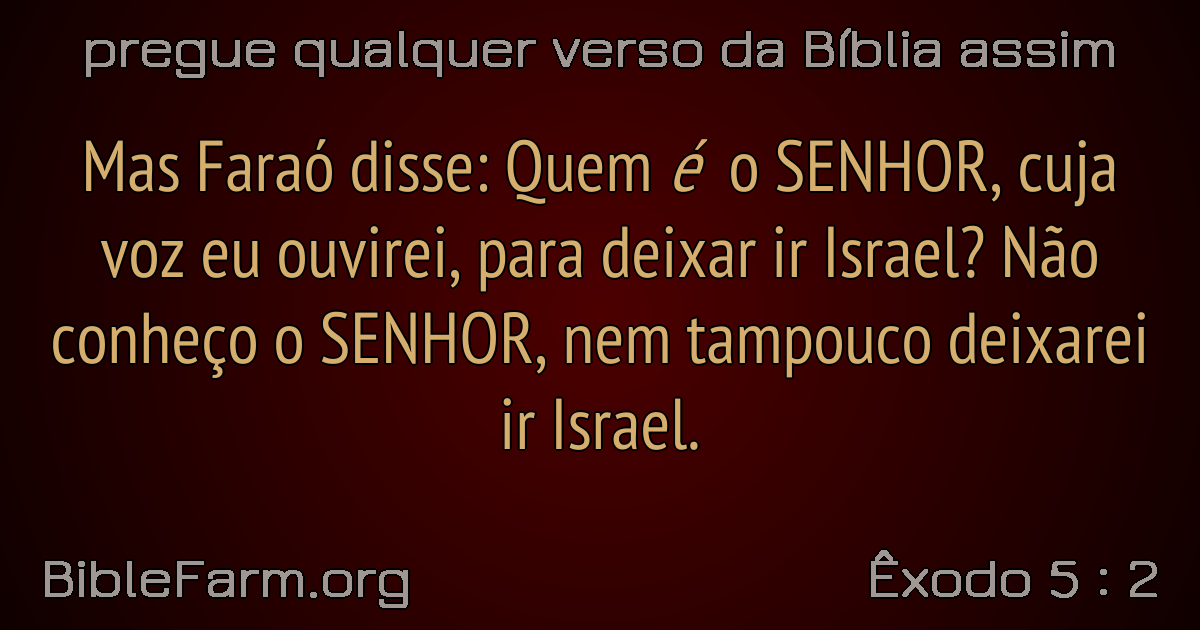 pregue qualquer verso da Bíblia assim
Mas Faraó disse: Quem é o SENHOR, cuja
voz eu ouvirei, para deixar ir Israel? Não
conheço o SENHOR, nem tampouco deixarei
ir Israel.
BibleFarm.org
Êxodo 5 : 2